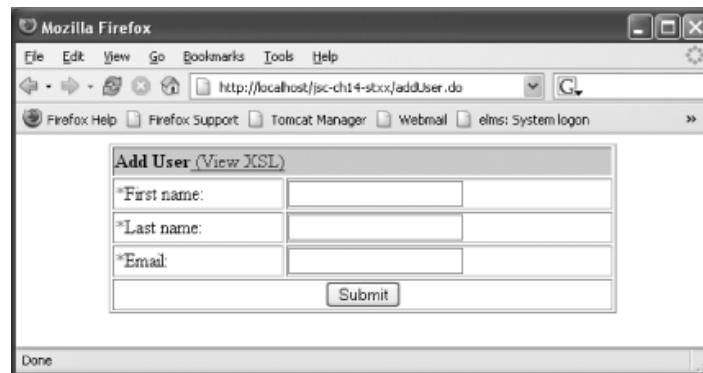 Mozilla Firefox
File Edit View Go Bookmarks Tools Help
http://localhost/jsc-ch14-stxx/addUser.do G
Firefox Help Firefox Support Tomcat Manager Webmail elms: System logon »
Add User (View XSL)
*First name:
*Last name:
*Email:
Submit
Done